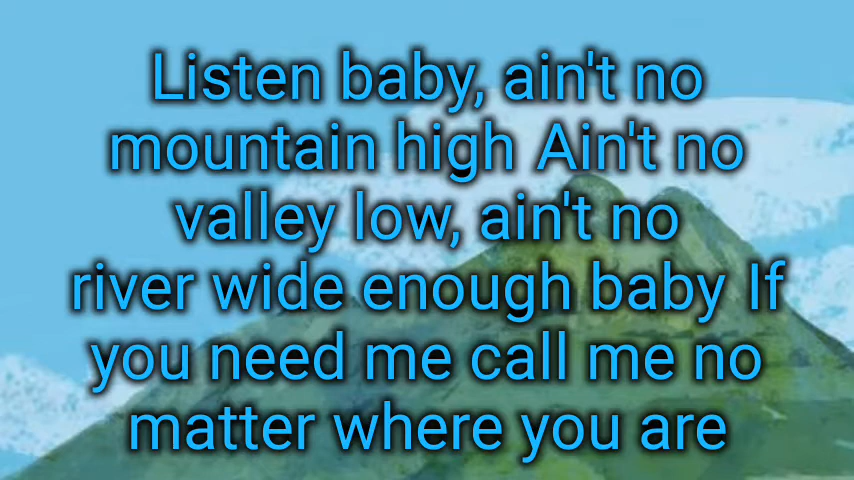 Listen baby, ain't no
mountain high Ain't no
valley low, ain't no
river wide enough baby If
you need me call me no
matter where you are